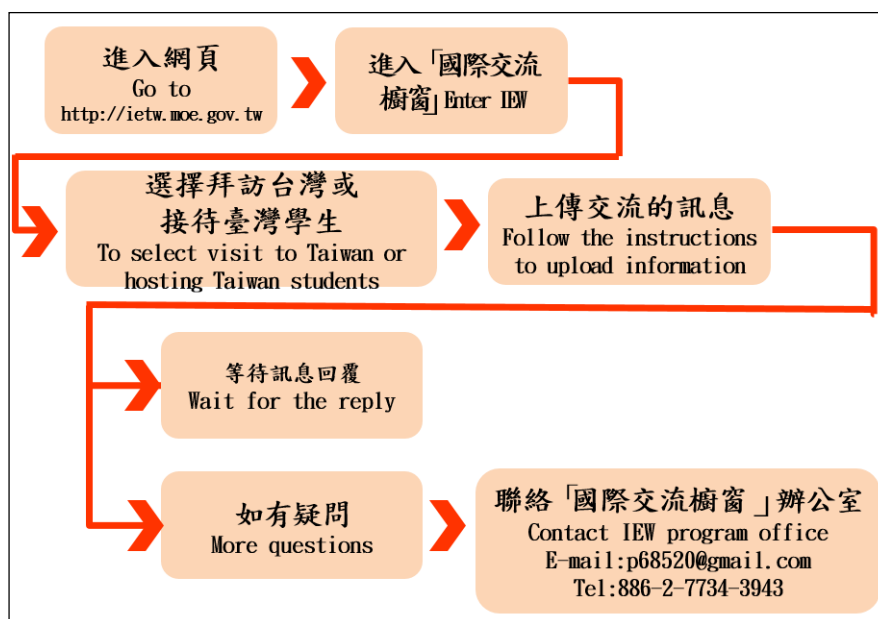 進入網頁
Go to
http://ietw.moe.gov.tw
進入「國際交流
櫥窗」Enter IEW
選擇拜訪台灣或
接待臺灣學生
To select visit to Taiwan or
hosting Taiwan students
上傳交流的訊息
Follow the instructions
to upload information
等待訊息回覆
Wait for the reply
如有疑問
More questions
聯絡「國際交流櫥窗」辦公室
Contact IEW program office
E-mail:p68520@gmail.com
Tel:886-2-7734-3943